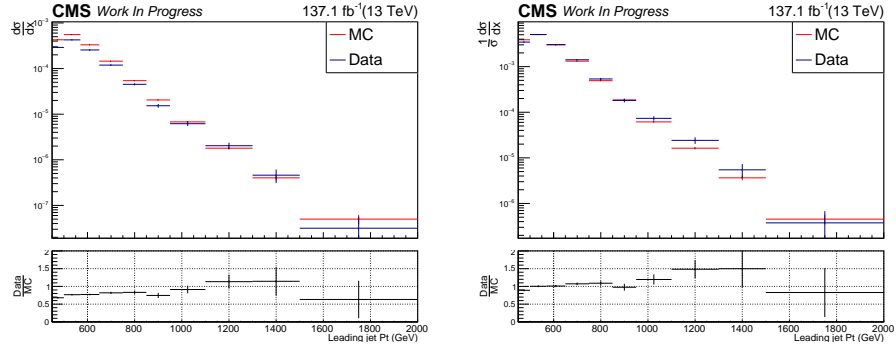 CMS Work In Progress 137.1 fb⁻¹(13 TeV)
dσ
dx
10⁻³
10⁻⁴
10⁻⁵
10⁻⁶
10⁻⁷
MC
Data
Data
MC
2
1.5
1
0.5
0
600 800 1000 1200 1400 1600 1800 2000
Leading jet Pt (GeV)
CMS Work In Progress 137.1 fb⁻¹(13 TeV)
1 dσ
σ dx
10⁻³
10⁻⁴
10⁻⁵
10⁻⁶
MC
Data
Data
MC
2
1.5
1
0.5
0
600 800 1000 1200 1400 1600 1800 2000
Leading jet Pt (GeV)